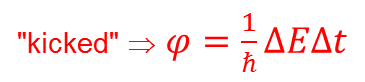 "kicked" ⇒ φ = 1/ħ ΔEΔt